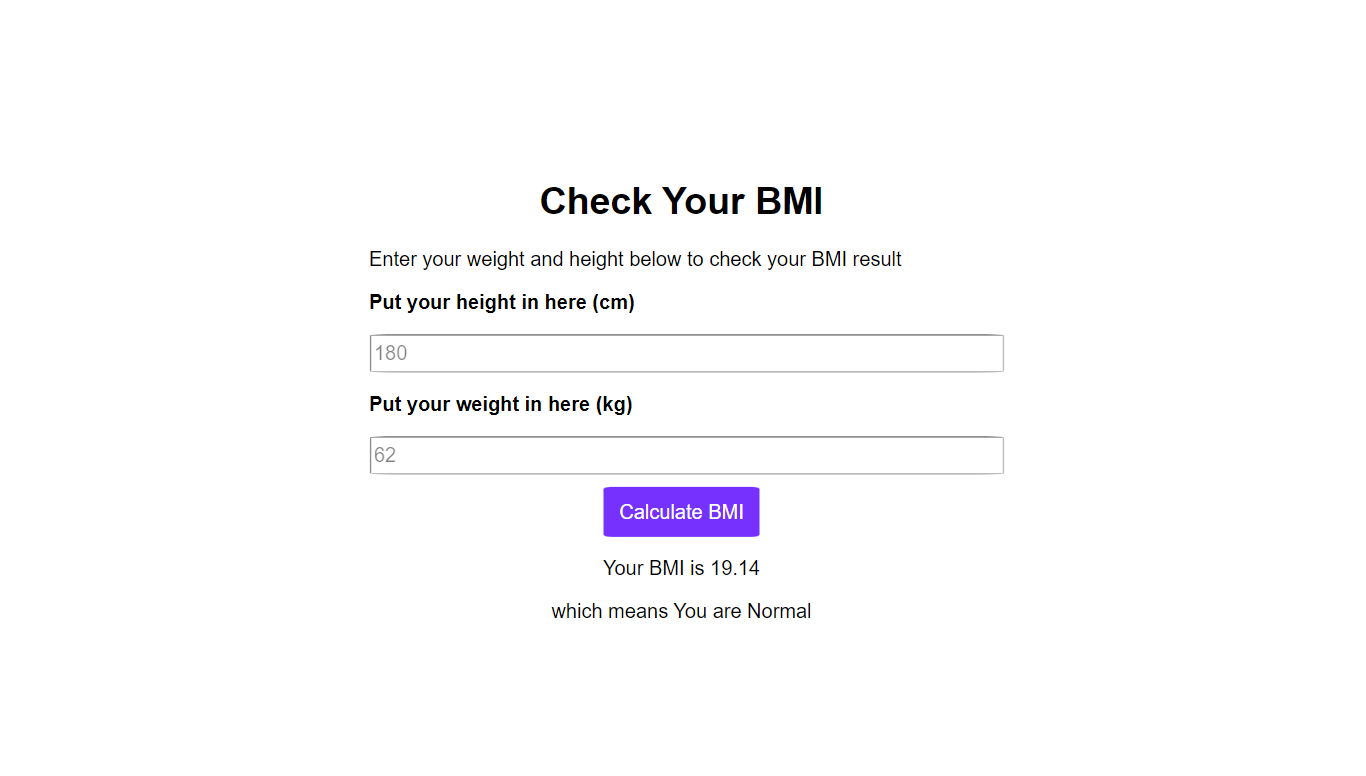 Check Your BMI
Enter your weight and height below to check your BMI result
Put your height in here (cm)
180
Put your weight in here (kg)
62
Calculate BMI
Your BMI is 19.14
which means You are Normal